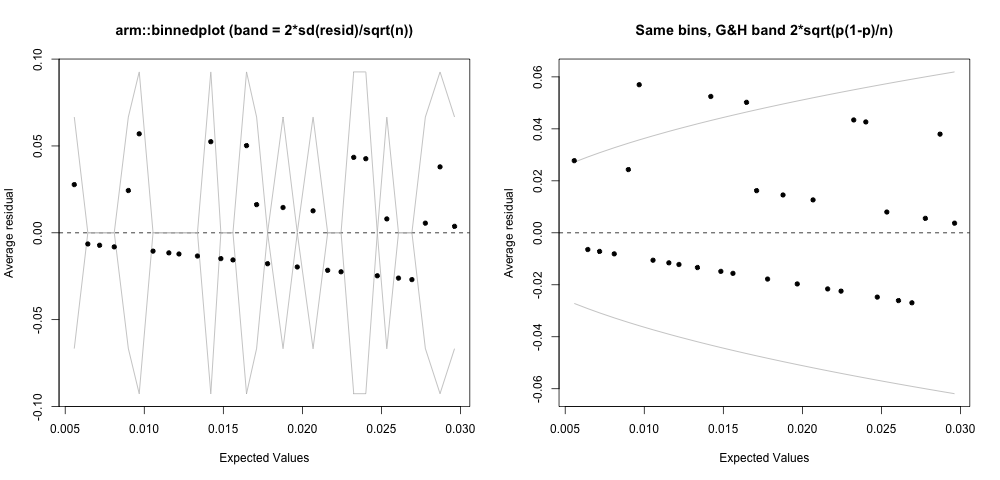 arm::binnedplot (band = 2*sd(resid)/sqrt(n))
Average residual
0.10
0.05
0.00
-0.05
-0.10
0.005 0.010 0.015 0.020 0.025 0.030
Expected Values
Same bins, G&H band 2*sqrt(p(1-p)/n)
Average residual
0.06
0.04
0.02
0.00
-0.02
-0.04
-0.06
0.005 0.010 0.015 0.020 0.025 0.030
Expected Values